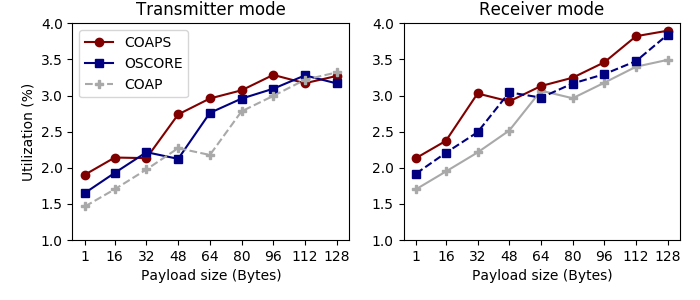 Transmitter mode
Receiver mode
COAPS
OSCORE
COAP
Utilization (%)
4.0
3.5
3.0
2.5
2.0
1.5
1.0
1 16 32 48 64 80 96 112 128
Payload size (Bytes)
4.0
3.5
3.0
2.5
2.0
1.5
1.0
1 16 32 48 64 80 96 112 128
Payload size (Bytes)